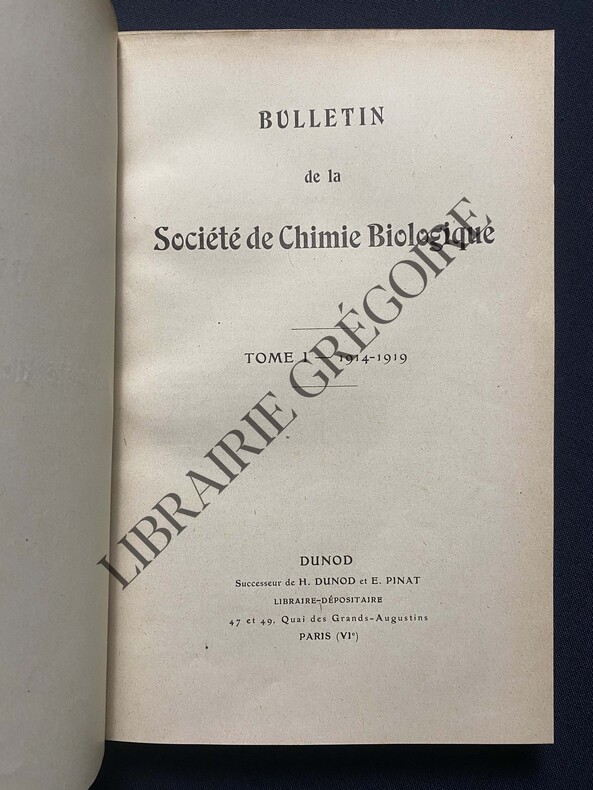 BULLETIN
de la
Société de Chimie Biologique
TOME I — 1914-1919
LIBRAIRIE GRÉGOIRE
DUNOD
Successeur de H. DUNOD et E. PINAT
LIBRAIRE-DÉPOSITAIRE
47 et 49, Quai des Grands-Augustins
PARIS (VIe)